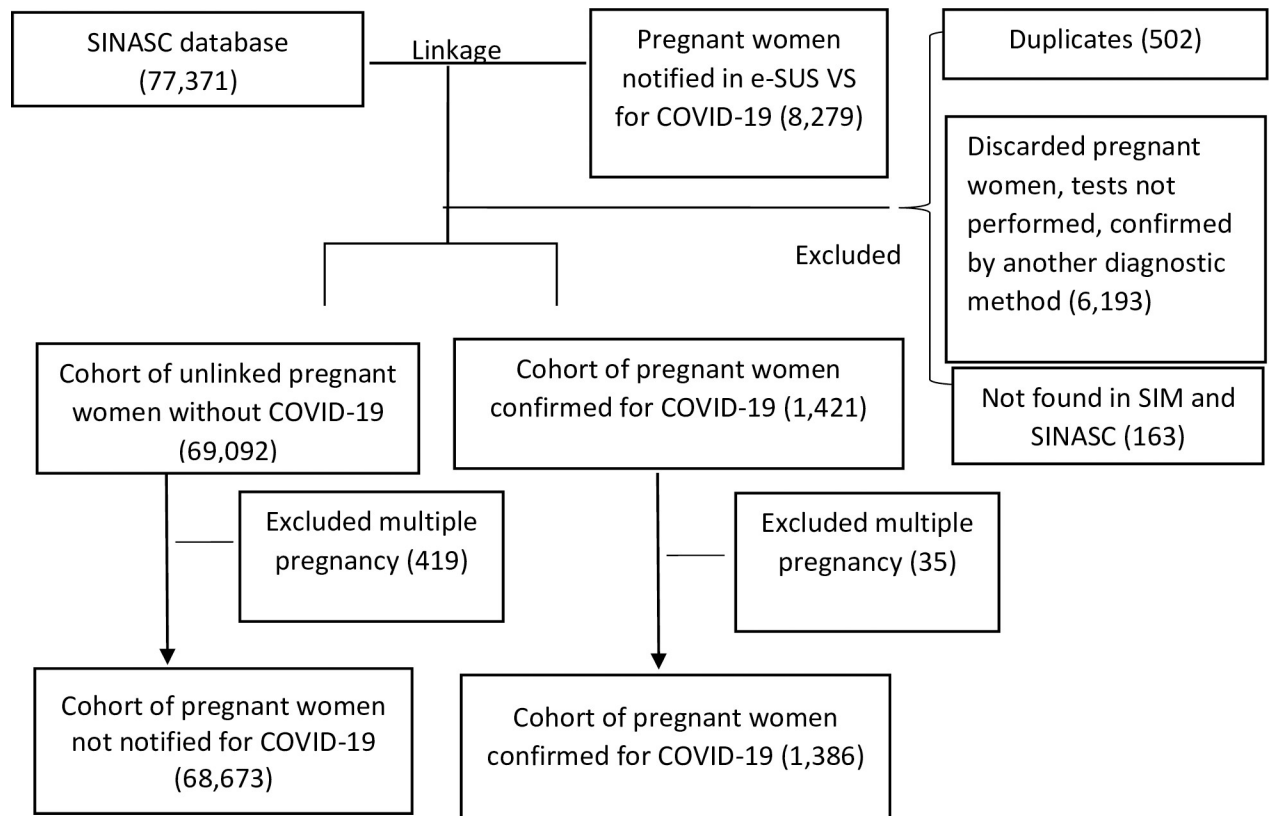 SINASC database
(77,371)
Linkage
Pregnant women
notified in e-SUS VS
for COVID-19 (8,279)
Duplicates (502)
Discarded pregnant
women, tests not
performed, confirmed
by another diagnostic
method (6,193)
Excluded
Not found in SIM and
SINASC (163)
Cohort of unlinked pregnant
women without COVID-19
(69,092)
Cohort of pregnant women
confirmed for COVID-19 (1,421)
Excluded multiple
pregnancy (419)
Excluded multiple
pregnancy (35)
Cohort of pregnant women
not notified for COVID-19
(68,673)
Cohort of pregnant women
confirmed for COVID-19 (1,386)